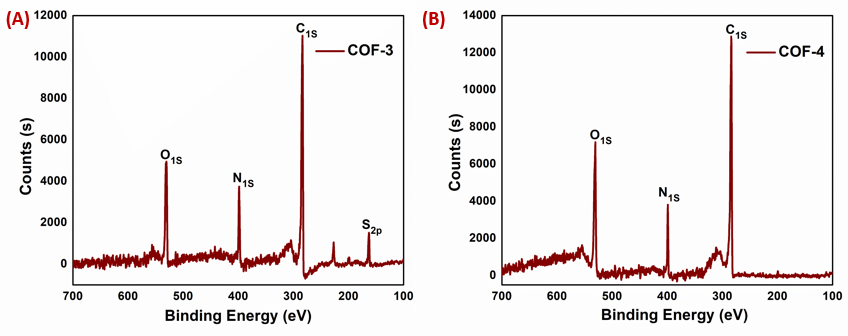 (A)
12000
10000
8000
6000
4000
2000
0
Counts (s)
C1S
COF-3
O1S
N1S
S2p
700 600 500 400 300 200 100
Binding Energy (eV)
(B)
14000
12000
10000
8000
6000
4000
2000
0
Counts (s)
C1S
COF-4
O1S
N1S
700 600 500 400 300 200 100
Binding Energy (eV)